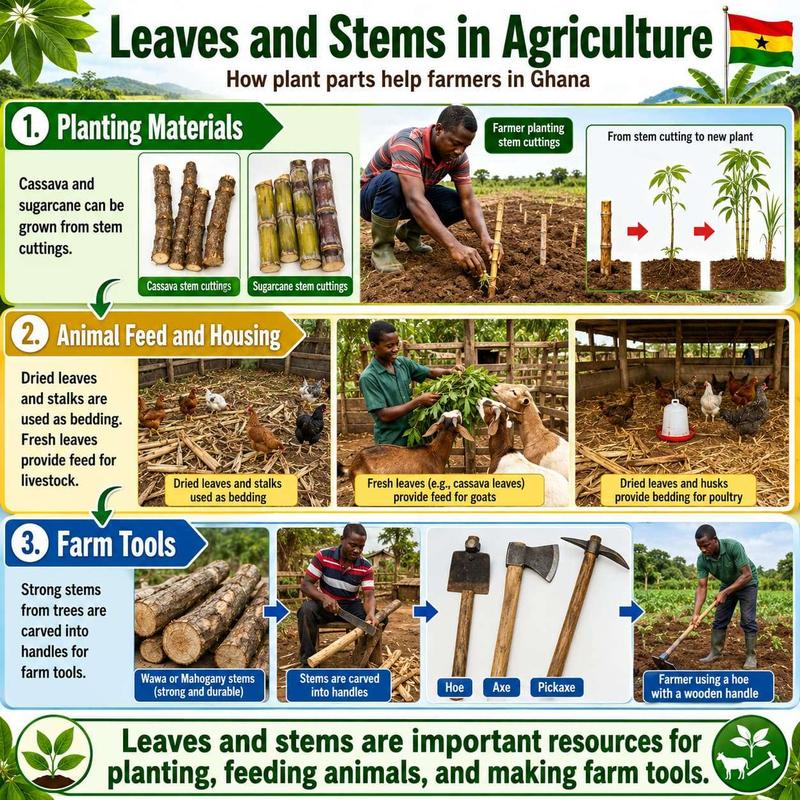 Leaves and Stems in Agriculture
How plant parts help farmers in Ghana
1. Planting Materials
Cassava and
sugarcane can be
grown from stem
cuttings.
Cassava stem cuttings
Sugarcane stem cuttings
Farmer planting
stem cuttings
From stem cutting to new plant
2. Animal Feed and Housing
Dried leaves
and stalks are
used as bedding.
Fresh leaves
provide feed for
livestock.
Dried leaves and stalks
used as bedding
Fresh leaves (e.g., cassava leaves)
provide feed for goats
Dried leaves and husks
provide bedding for poultry
3. Farm Tools
Strong stems
from trees are
carved into
handles for
farm tools.
Wawa or Mahogany stems
(strong and durable)
Stems are carved
into handles
Hoe
Axe
Pickaxe
Farmer using a hoe
with a wooden handle
Leaves and stems are important resources for
planting, feeding animals, and making farm tools.